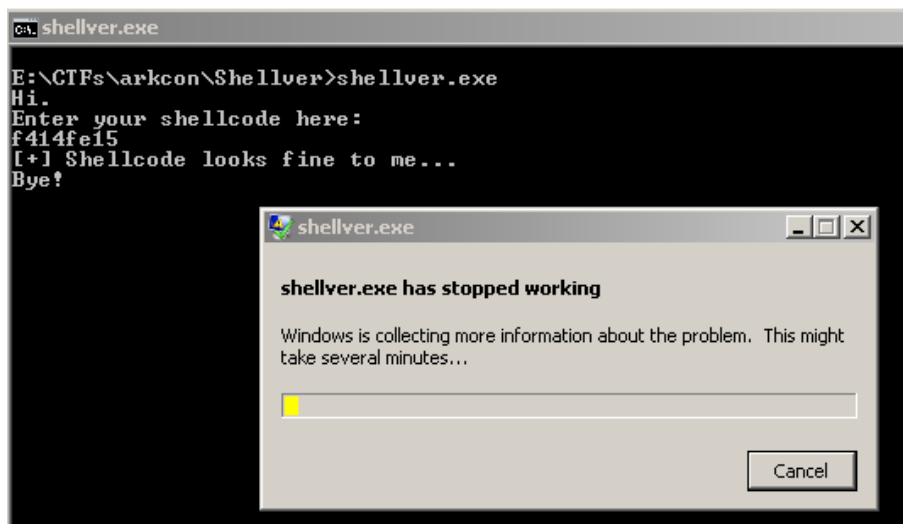 shellver.exe
E:\CTFs\arkcon\Shellver>shellver.exe
Hi.
Enter your shellcode here:
f414fe15
[+] Shellcode looks fine to me...
Bye!
shellver.exe
shellver.exe has stopped working
Windows is collecting more information about the problem. This might
take several minutes...
Cancel